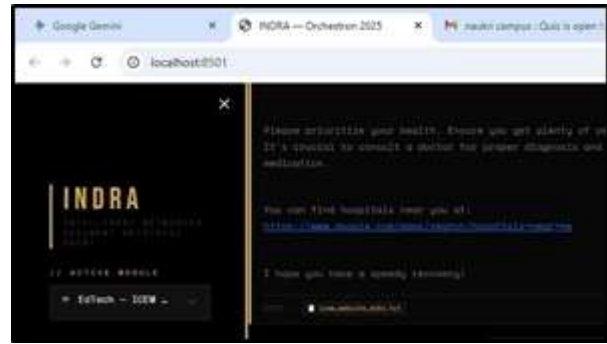 Google Gemini
INDRA — Orchestron 2025
naukri campus : Quiz is open !
localhost:8501
INDRA
// ACTIVE MODULE
EdTech —
Please prioritize your health. Ensure you get plenty of
It's crucial to consult a doctor for proper diagnosis and
medication.
You can find hospitals near you at:
I hope you have a speedy recovery!